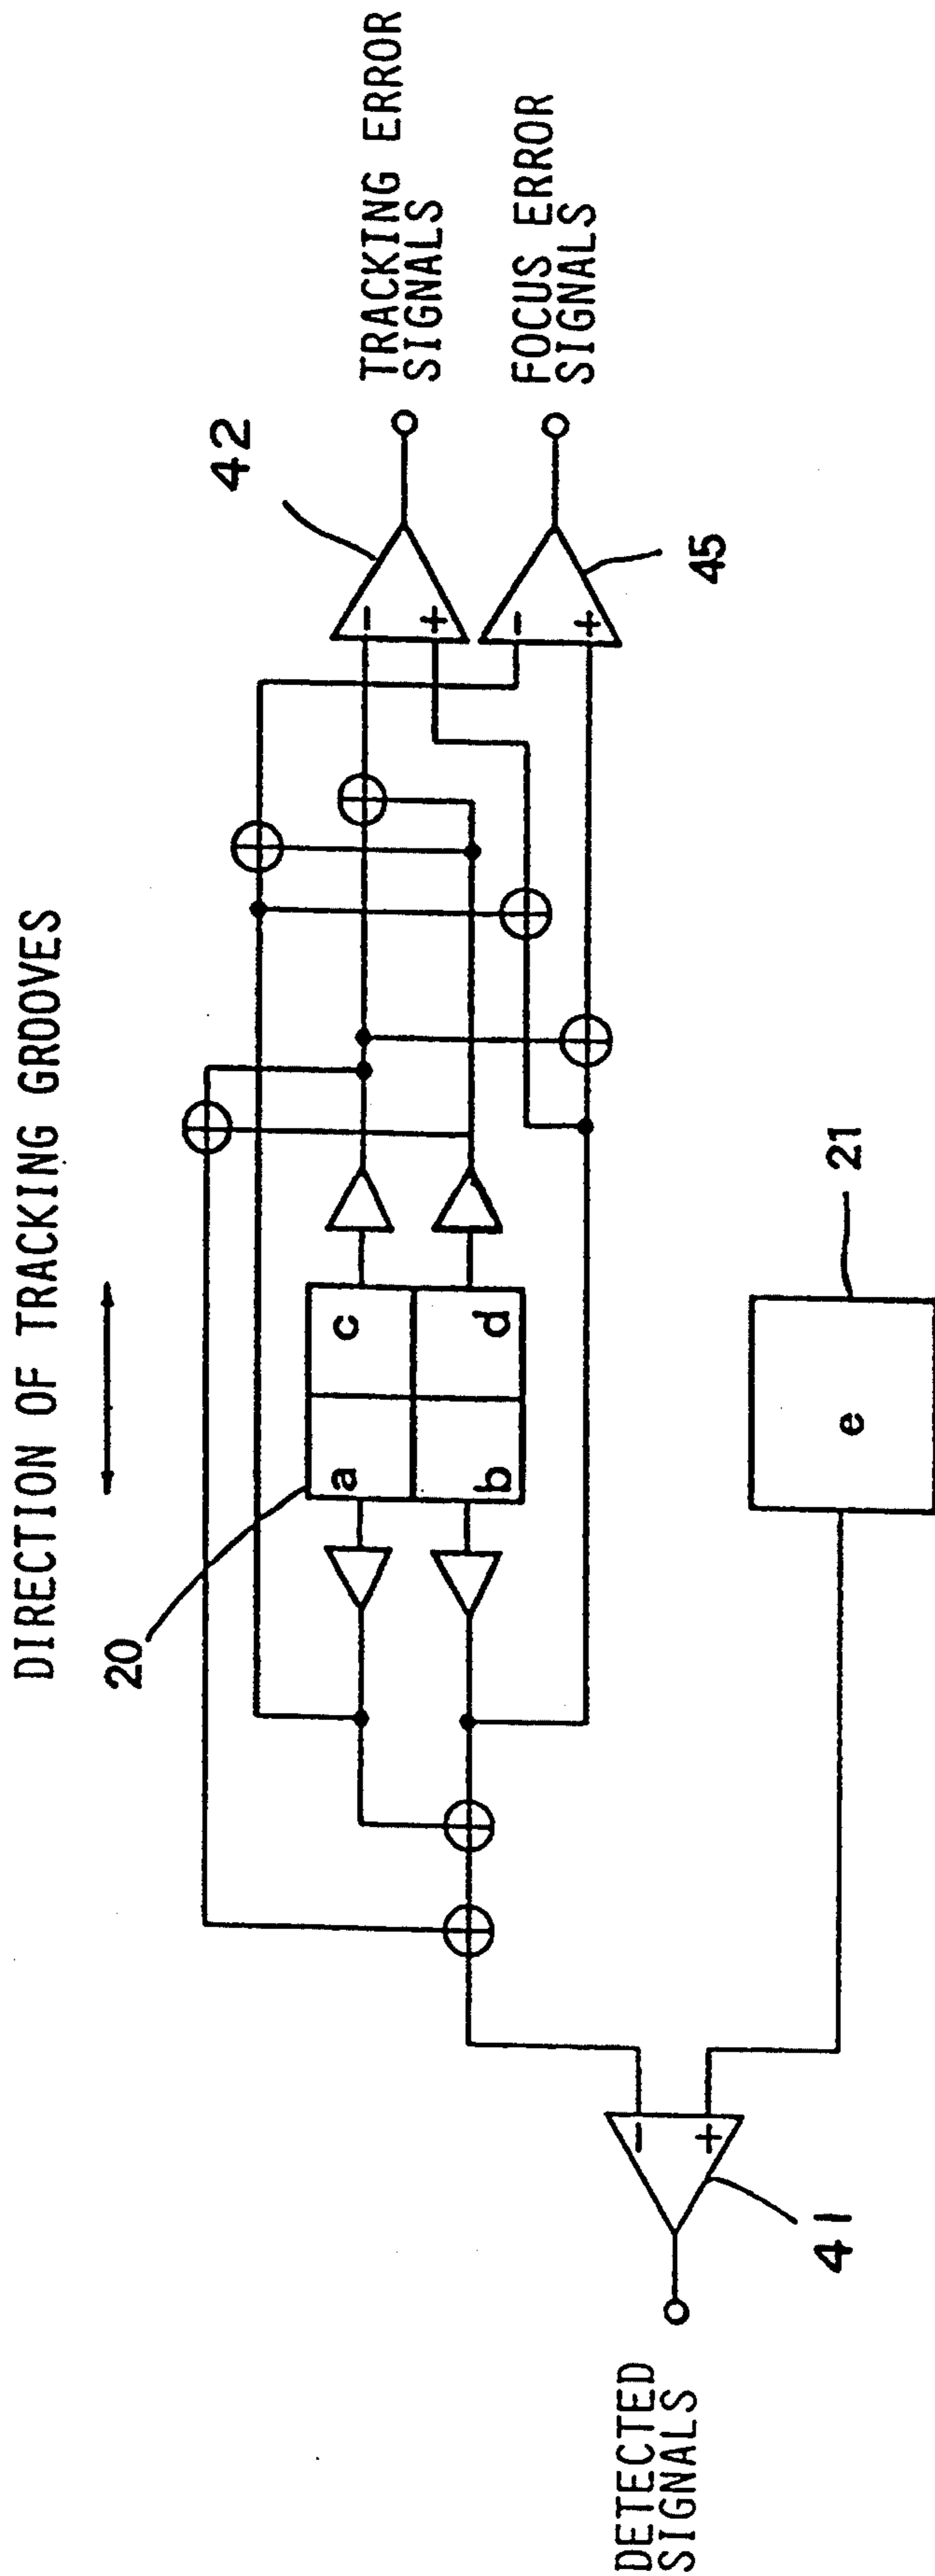 DIRECTION OF TRACKING GROOVES
20
a
c
b
d
42
TRACKING ERROR
SIGNALS
-
+
FOCUS ERROR
SIGNALS
-
+
45
21
e
-
+
41
DETECTED
SIGNALS